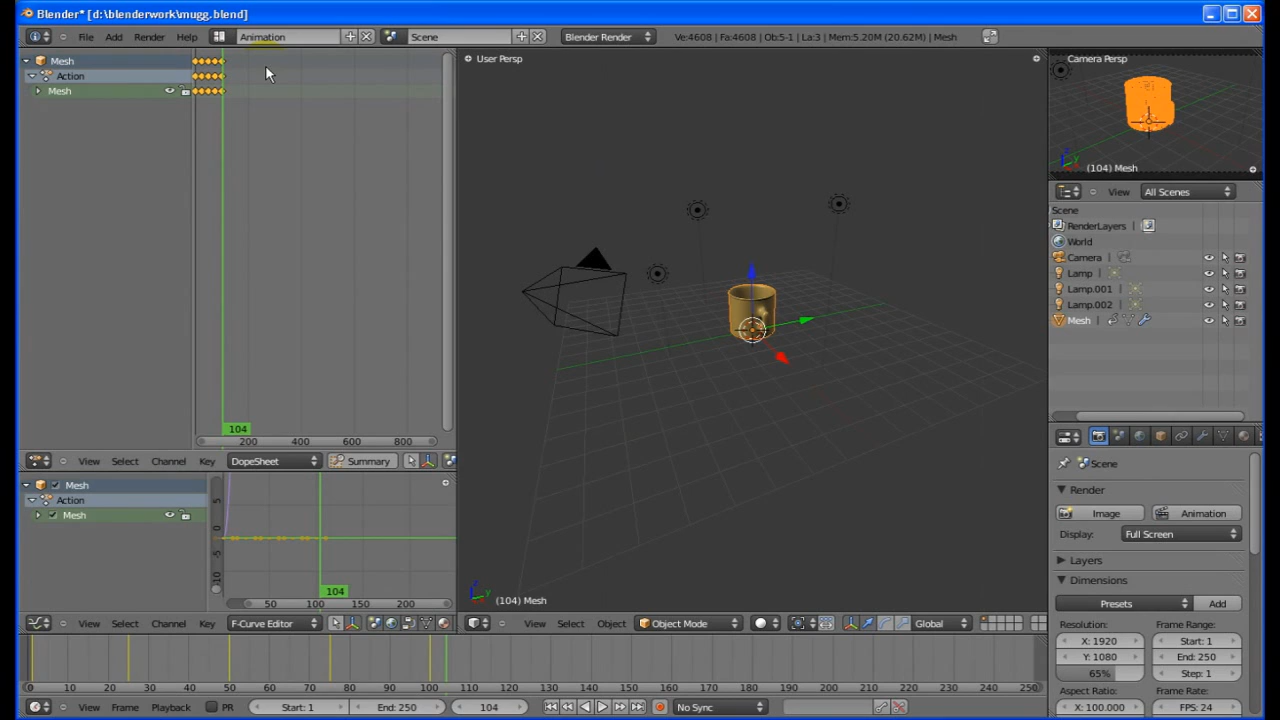 Blender* [d:\blenderwork\mugg.blend]
File Add Render Help Animation Scene Blender Render Ve:4608 | Fa:4608 | Ob:5-1 | La:3 | Mem:5.20M (20.62M) | Mesh
Mesh
Action
Mesh
104
200 400 600 800
View Select Channel Key DopeSheet Summary
Mesh
Action
Mesh
5
0
-5
-10
104
50 100 150 200
View Select Channel Key F-Curve Editor
User Persp
(104) Mesh
View Select Object Object Mode Global
Camera Persp
(104) Mesh
View All Scenes
Scene
RenderLayers |
World
Camera |
Lamp |
Lamp.001 |
Lamp.002 |
Mesh |
Scene
Render
Image Animation
Display: Full Screen
Layers
Dimensions
Presets Add
Resolution: Frame Range:
X: 1920 Start: 1
Y: 1080 End: 250
65% Step: 1
Aspect Ratio: Frame Rate:
X: 100.000 FPS: 24
0 10 20 30 40 50 60 70 80 90 100 110 120 130 140 150 160 170 180 190 200 210 220 230 240 250
View Frame Playback PR Start: 1 End: 250 104 No Sync